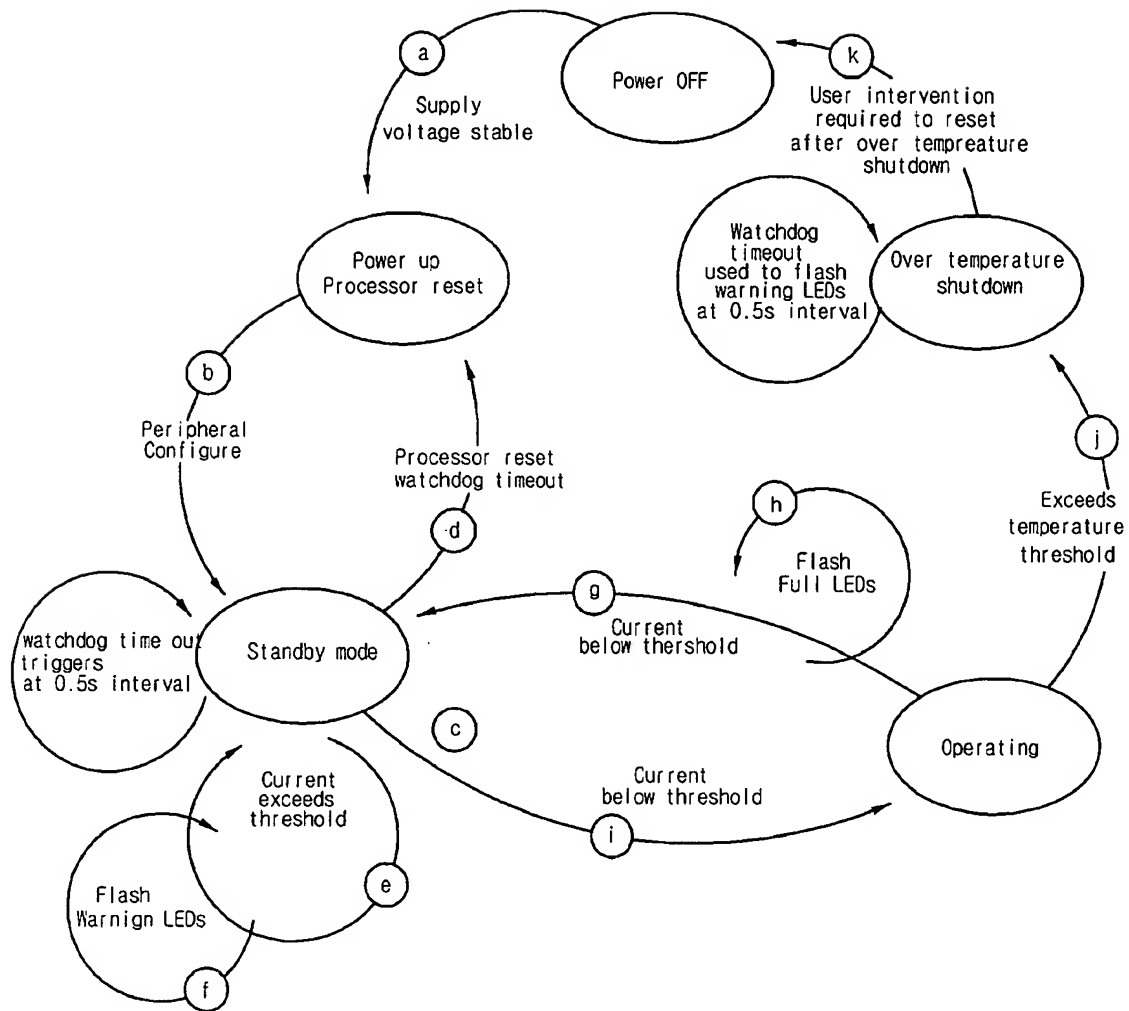 a
Power OFF
k
Supply
voltage stable
User intervention
required to reset
after over tempreature
shutdown
Power up
Processor reset
Watchdog
timeout
used to flash
warning LEDs
at 0.5s interval
Over temperature
shutdown
b
Peripheral
Configure
Processor reset
watchdog timeout
d
j
Exceeds
temperature
threshold
h
Flash
Full LEDs
g
Current
below thershold
watchdog time out
triggers
at 0.5s interval
Standby mode
c
Operating
Current
exceeds
threshold
Current
below threshold
i
e
Flash
Warnign LEDs
f